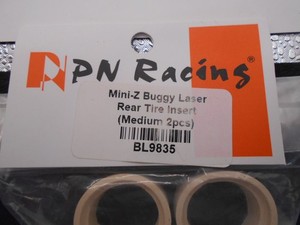 PN Racing®
Mini-Z Buggy Laser
Rear Tire Insert
(Medium 2pcs)
BL9835